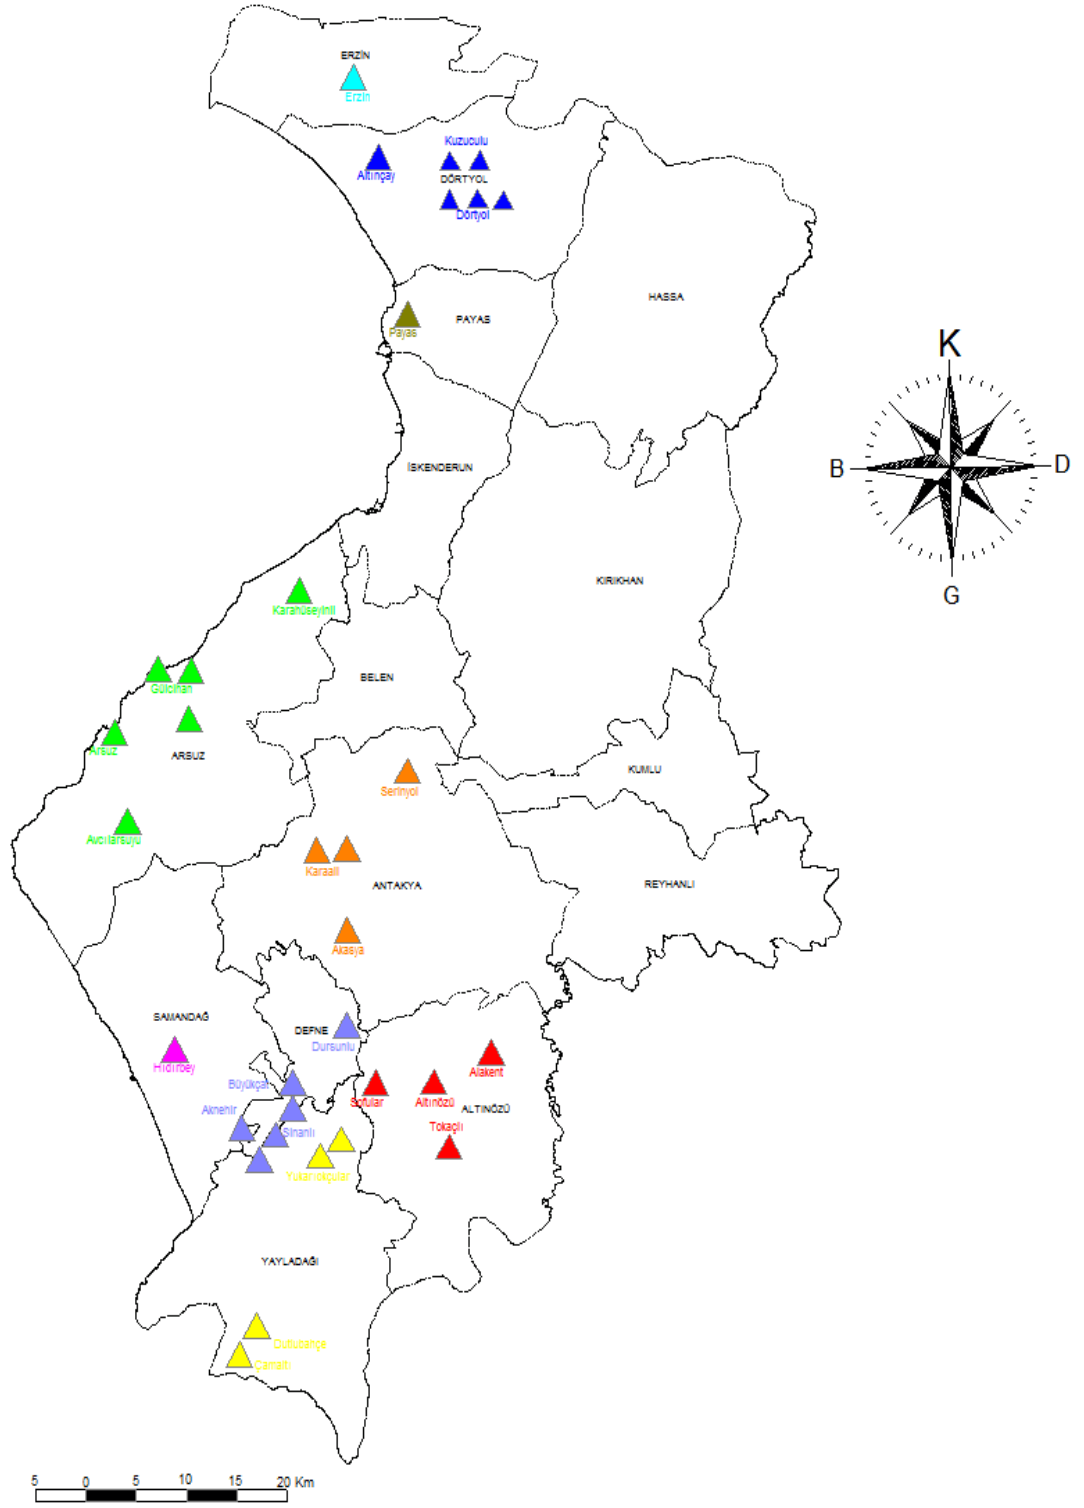 ERZİN
Erzin
Kuzuculu
Altınçay
DÖRTYOL
Dörtyol
HASSA
PAYAS
Payas
K
B
D
G
İSKENDERUN
KIRIKHAN
Karahüseyinli
BELEN
Gülcihan
Arsuz
ARSUZ
KUMLU
Serinyol
Avcılarsuyu
Karaali
ANTAKYA
REYHANLI
Akasya
SAMANDAĞ
DEFNE
Dursunlu
Hıdırbey
Alakent
Büyükçat
Sofular
Altınözü
ALTINÖZÜ
Aknehir
Sinanlı
Tokaçlı
Yukarıokçular
YAYLADAĞI
Dutlubahçe
Çamaltı
5 0 5 10 15 20 Km